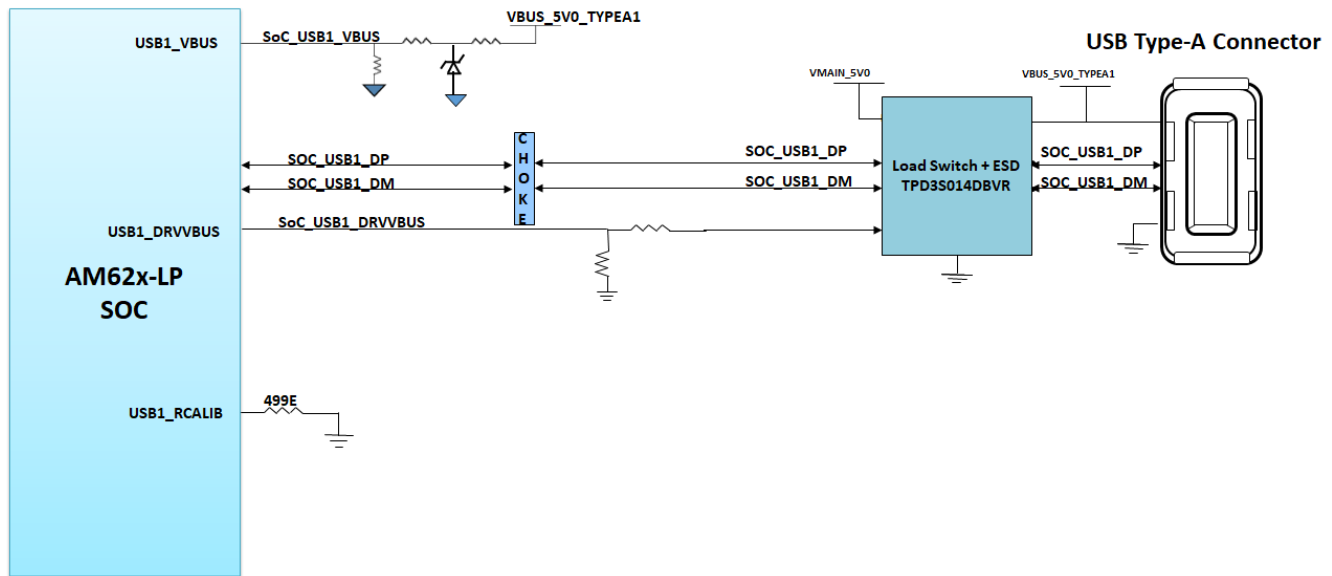 VBUS_5V0_TYPEA1
USB1_VBUS
SoC_USB1_VBUS
USB Type-A Connector
VMAIN_5V0
VBUS_5V0_TYPEA1
CHOKE
SOC_USB1_DP
SOC_USB1_DP
SOC_USB1_DP
SOC_USB1_DM
SOC_USB1_DM
SOC_USB1_DM
Load Switch + ESD
TPD3S014DBVR
USB1_DRVVBUS
SoC_USB1_DRVVBUS
AM62x-LP
SOC
USB1_RCALIB
499E